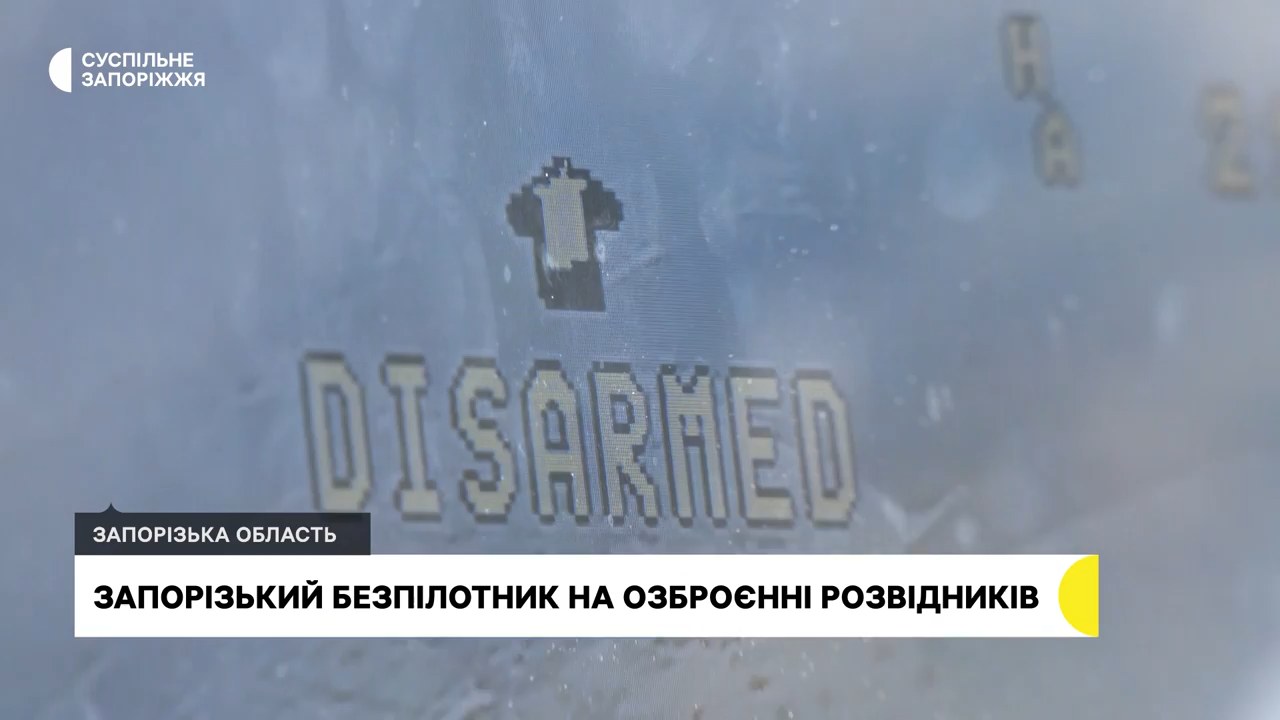 СУСПІЛЬНЕ
ЗАПОРІЖЖЯ
H
A
DISARMED
ЗАПОРІЗЬКА ОБЛАСТЬ
ЗАПОРІЗЬКИЙ БЕЗПІЛОТНИК НА ОЗБРОЄННІ РОЗВІДНИКІВ